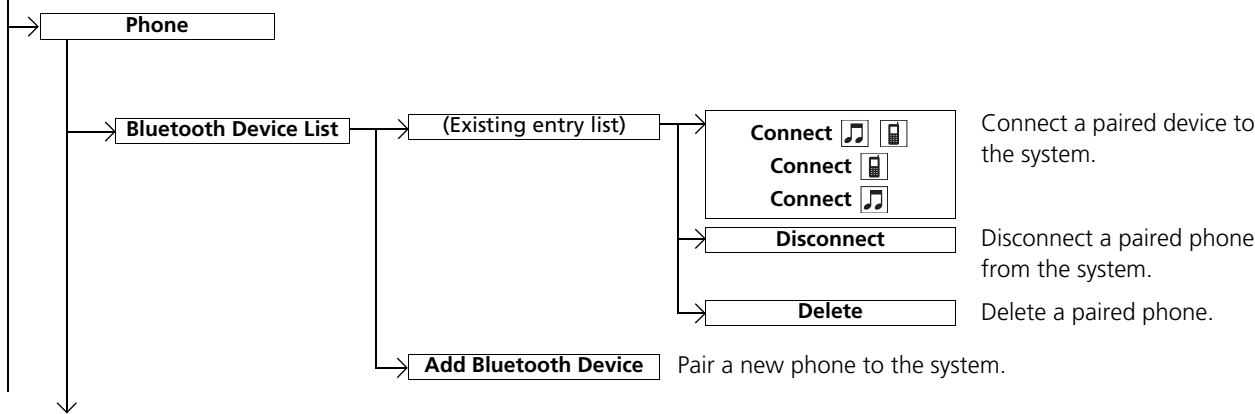 Phone
Bluetooth Device List
(Existing entry list)
Connect
Connect
Connect
Connect a paired device to
the system.
Disconnect
Disconnect a paired phone
from the system.
Delete
Delete a paired phone.
Add Bluetooth Device
Pair a new phone to the system.